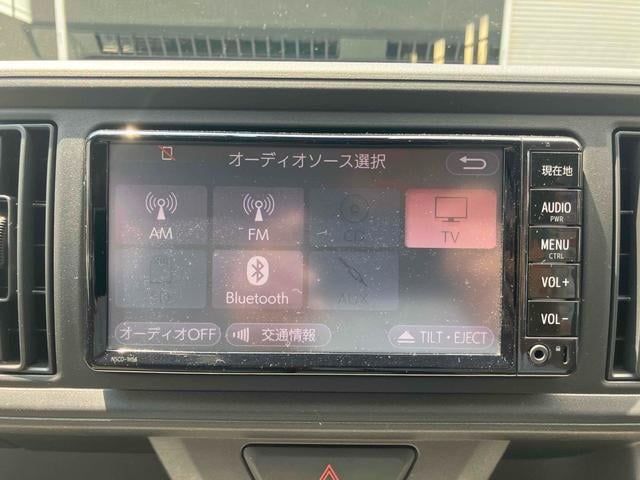 オーディオソース選択
AM
FM
CD
TV
SD
Bluetooth
AUX
オーディオOFF
交通情報
TILT・EJECT
現在地
AUDIO
PWR
MENU
CTRL
VOL+
VOL-